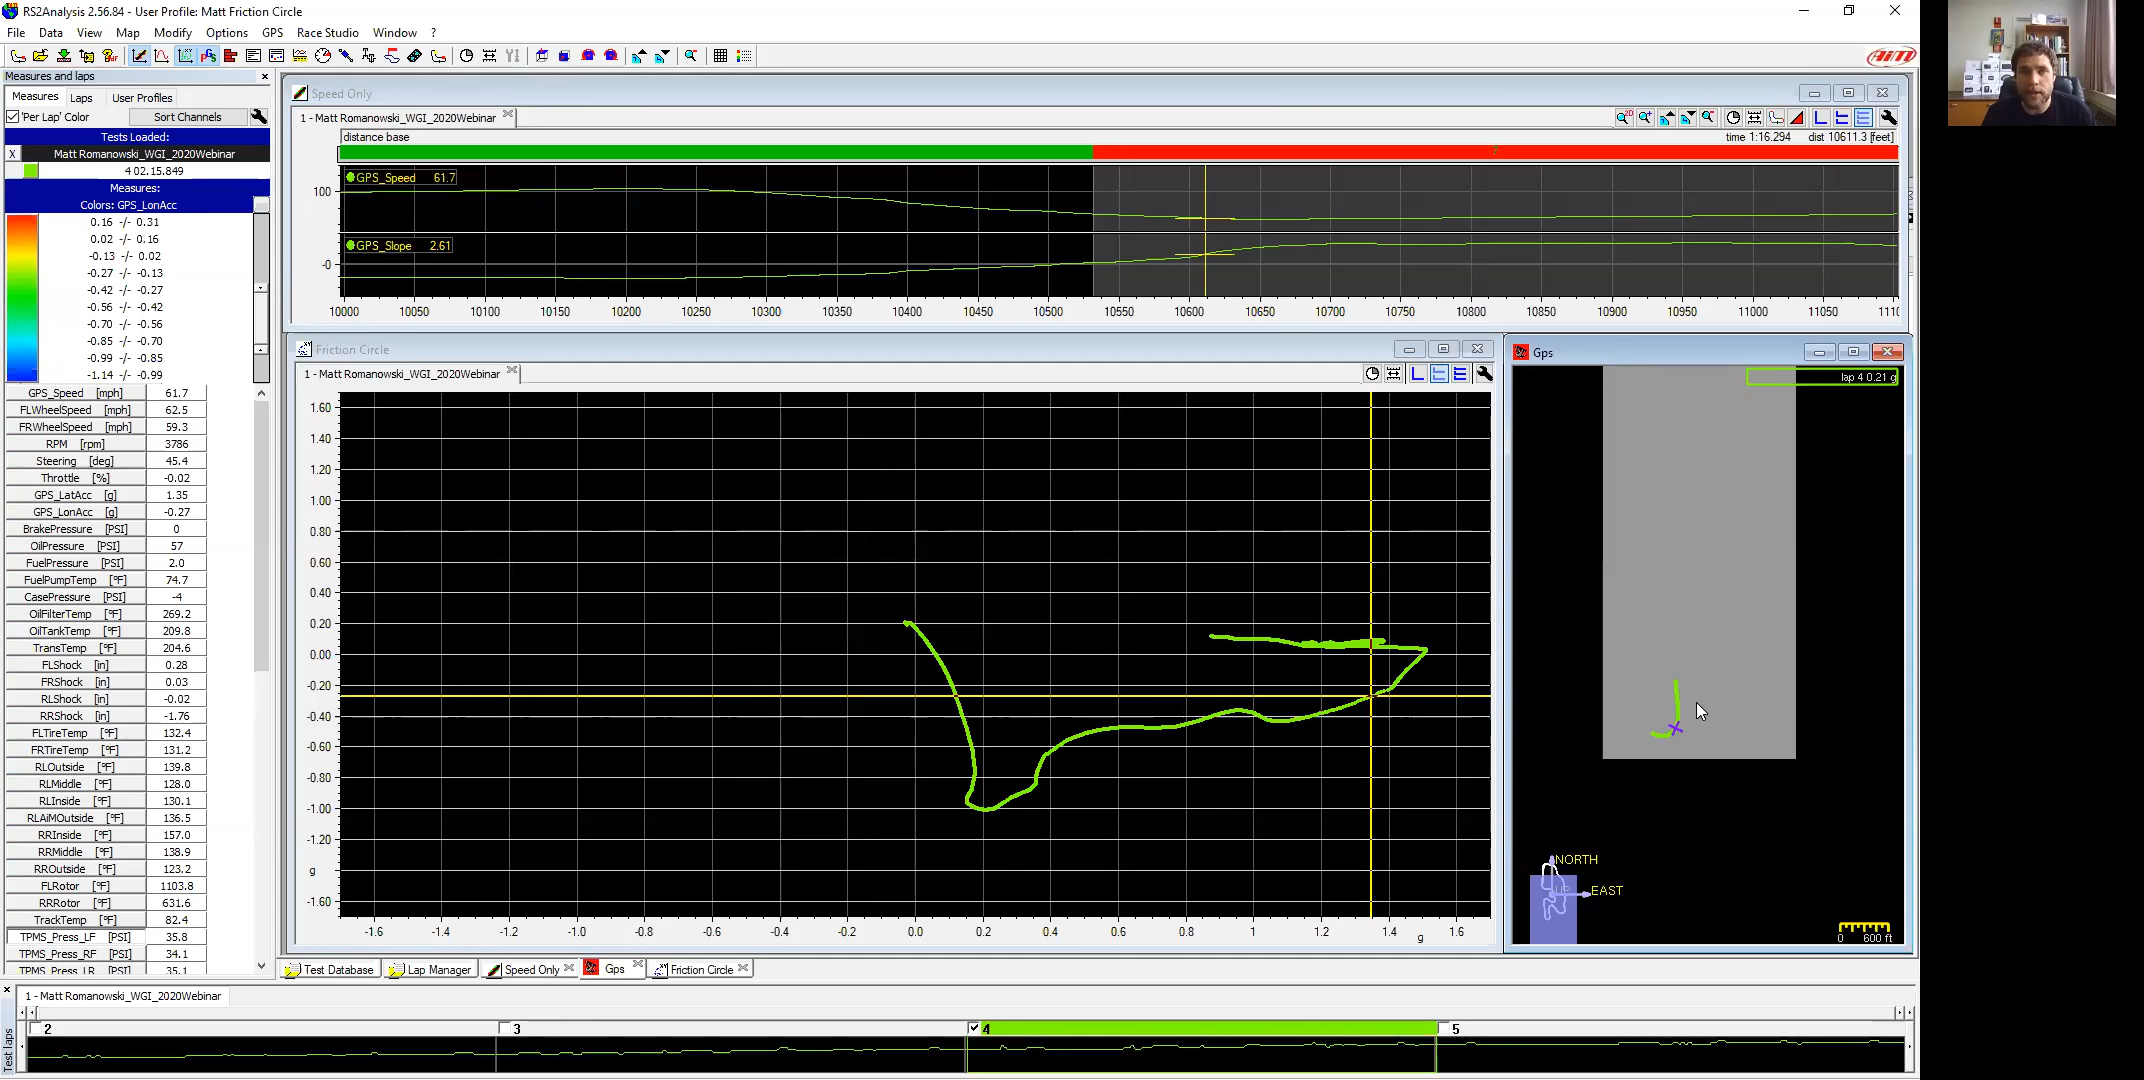 RS2Analysis 2.56.84 - User Profile: Matt Friction Circle
File Data View Map Modify Options GPS Race Studio Window ?
Measures and laps
Measures Laps User Profiles
'Per Lap' Color Sort Channels
Tests Loaded:
X Matt Romanowski_WGI_2020Webinar
4 02.15.849
Measures:
Colors: GPS_LonAcc
0.16 -/- 0.31
0.02 -/- 0.16
-0.13 -/- 0.02
-0.27 -/- -0.13
-0.42 -/- -0.27
-0.56 -/- -0.42
-0.70 -/- -0.56
-0.85 -/- -0.70
-0.99 -/- -0.85
-1.14 -/- -0.99
GPS_Speed [mph] 61.7
FLWheelSpeed [mph] 62.5
FRWheelSpeed [mph] 59.3
RPM [rpm] 3786
Steering [deg] 45.4
Throttle [%] -0.02
GPS_LatAcc [g] 1.35
GPS_LonAcc [g] -0.27
BrakePressure [PSI] 0
OilPressure [PSI] 57
FuelPressure [PSI] 2.0
FuelPumpTemp [°F] 74.7
CasePressure [PSI] -4
OilFilterTemp [°F] 269.2
OilTankTemp [°F] 209.8
TransTemp [°F] 204.6
FLShock [in] 0.28
FRShock [in] 0.03
RLShock [in] -0.02
RRShock [in] -1.76
FLTireTemp [°F] 132.4
FRTireTemp [°F] 131.2
RLOutside [°F] 139.8
RLMiddle [°F] 128.0
RLInside [°F] 130.1
RLAiMOutside [°F] 136.5
RRInside [°F] 157.0
RRMiddle [°F] 138.9
RROutside [°F] 123.2
FLRotor [°F] 1103.8
RRRotor [°F] 631.6
TrackTemp [°F] 82.4
TPMS_Press_LF [PSI] 35.8
TPMS_Press_RF [PSI] 34.1
TPMS_Press_LR [PSI] 35.1
AiM
Speed Only
1 - Matt Romanowski_WGI_2020Webinar
distance base time 1:16.294 dist 10611.3 [feet]
7
GPS_Speed 61.7
100
GPS_Slope 2.61
-0
10000 10050 10100 10150 10200 10250 10300 10350 10400 10450 10500 10550 10600 10650 10700 10750 10800 10850 10900 10950 11000 11050 1110
Friction Circle
1 - Matt Romanowski_WGI_2020Webinar
1.60
1.40
1.20
1.00
0.80
0.60
0.40
0.20
0.00
-0.20
-0.40
-0.60
-0.80
-1.00
-1.20
g
-1.60
-1.6 -1.4 -1.2 -1.0 -0.8 -0.6 -0.4 -0.2 0.0 0.2 0.4 0.6 0.8 1 1.2 1.4 1.6
g
Gps
lap 4 0.21 g
NORTH
UP EAST
0 600 ft
Test Database Lap Manager Speed Only Gps Friction Circle
1 - Matt Romanowski_WGI_2020Webinar
Test laps
2 3 4 5